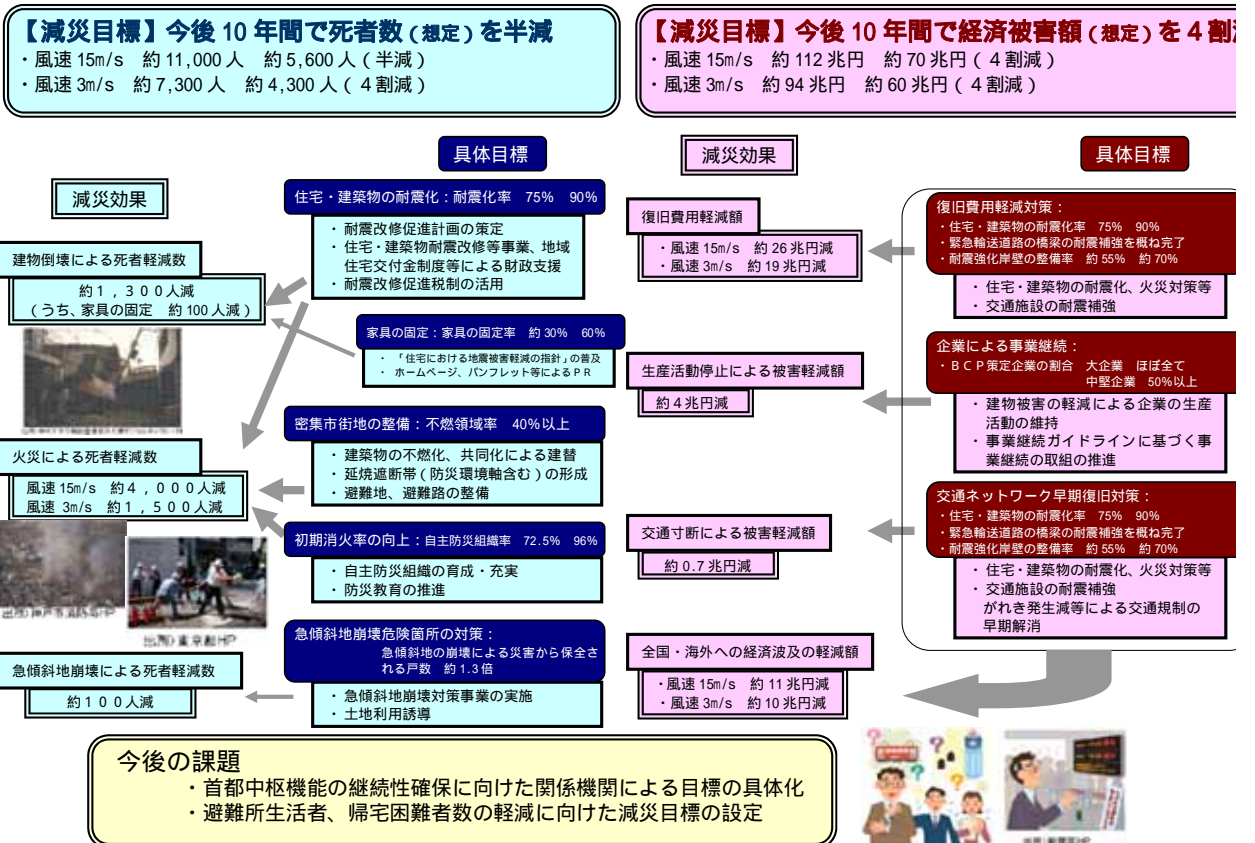 【減災目標】今後 10 年間で死者数(想定)を半減
・風速 15m/s 約 11,000 人 約 5,600 人(半減)
・風速 3m/s 約 7,300 人 約 4,300 人(4割減)
【減災目標】今後 10 年間で経済被害額(想定)を 4 割
・風速 15m/s 約 112 兆円 約 70 兆円(4割減)
・風速 3m/s 約 94 兆円 約 60 兆円(4割減)
減災効果
具体目標
建物倒壊による死者軽減数
約1,300人減
(うち、家具の固定 約 100 人減)
火災による死者軽減数
風速 15m/s 約4,000人減
風速 3m/s 約1,500人減
出典)東京都HP
急傾斜地崩壊による死者軽減数
約100人減
住宅・建築物の耐震化:耐震化率 75% 90%
・ 耐震改修促進計画の策定
・ 住宅・建築物耐震改修等事業、地域
住宅交付金制度等による財政支援
・ 耐震改修促進税制の活用
家具の固定:家具の固定率 約 30% 60%
・ 「住宅における地震被害軽減の指針」の普及
・ ホームページ、パンフレット等によるPR
密集市街地の整備:不燃領域率 40%以上
・ 建築物の不燃化、共同化による建替
・ 延焼遮断帯(防災環境軸含む)の形成
・ 避難地、避難路の整備
初期消火率の向上:自主防災組織率 72.5% 96%
・ 自主防災組織の育成・充実
・ 防災教育の推進
急傾斜地崩壊危険箇所の対策:
急傾斜地の崩壊による災害から保全さ
れる戸数 約 1.3 倍
・ 急傾斜地崩壊対策事業の実施
・ 土地利用誘導
減災効果
具体目標
復旧費用軽減額
・風速 15m/s 約 26 兆円減
・風速 3m/s 約 19 兆円減
生産活動停止による被害軽減額
約4兆円減
交通寸断による被害軽減額
約 0.7 兆円減
全国・海外への経済波及の軽減額
・風速 15m/s 約 11 兆円減
・風速 3m/s 約 10 兆円減
復旧費用軽減対策:
・住宅・建築物の耐震化率 75% 90%
・緊急輸送道路の橋梁の耐震補強を概ね完了
・耐震強化岸壁の整備率 約 55% 約 70%
・ 住宅・建築物の耐震化、火災対策等
・ 交通施設の耐震補強
企業による事業継続:
・BCP策定企業の割合 大企業 ほぼ全て
中堅企業 50%以上
・ 建物被害の軽減による企業の生産
活動の維持
・ 事業継続ガイドラインに基づく事
業継続の取組の推進
交通ネットワーク早期復旧対策:
・住宅・建築物の耐震化率 75% 90%
・緊急輸送道路の橋梁の耐震補強を概ね完了
・耐震強化岸壁の整備率 約 55% 約 70%
・ 住宅・建築物の耐震化、火災対策等
・ 交通施設の耐震補強
がれき発生減等による交通規制の
早期解消
今後の課題
・首都中枢機能の継続性確保に向けた関係機関による目標の具体化
・避難所生活者、帰宅困難者数の軽減に向けた減災目標の設定